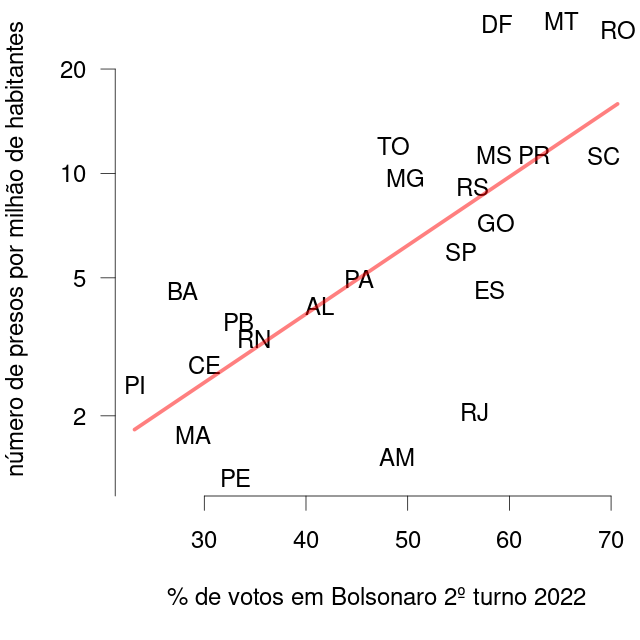 número de presos por milhão de habitantes
20
10
5
2
DF MT RO
TO
MG
MS PR SC
RS
GO
SP
PA
ES
BA
AL
PB
RN
CE
PI
RJ
MA
AM
PE
30 40 50 60 70
% de votos em Bolsonaro 2º turno 2022